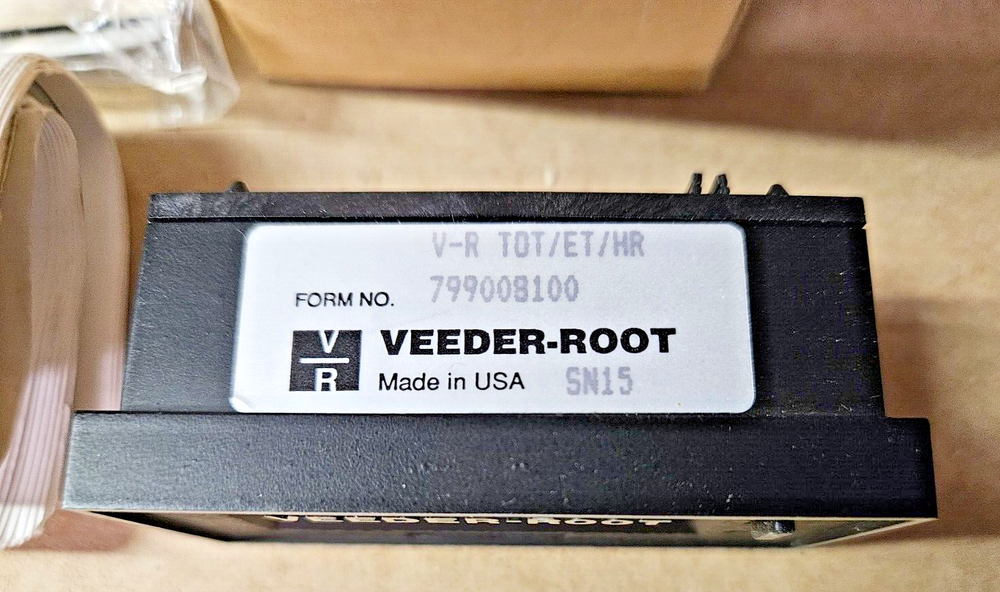 V-R TOT/ET/HR
FORM NO. 799008100
V
R
VEEDER-ROOT
Made in USA SN15
VEEDER-ROOT